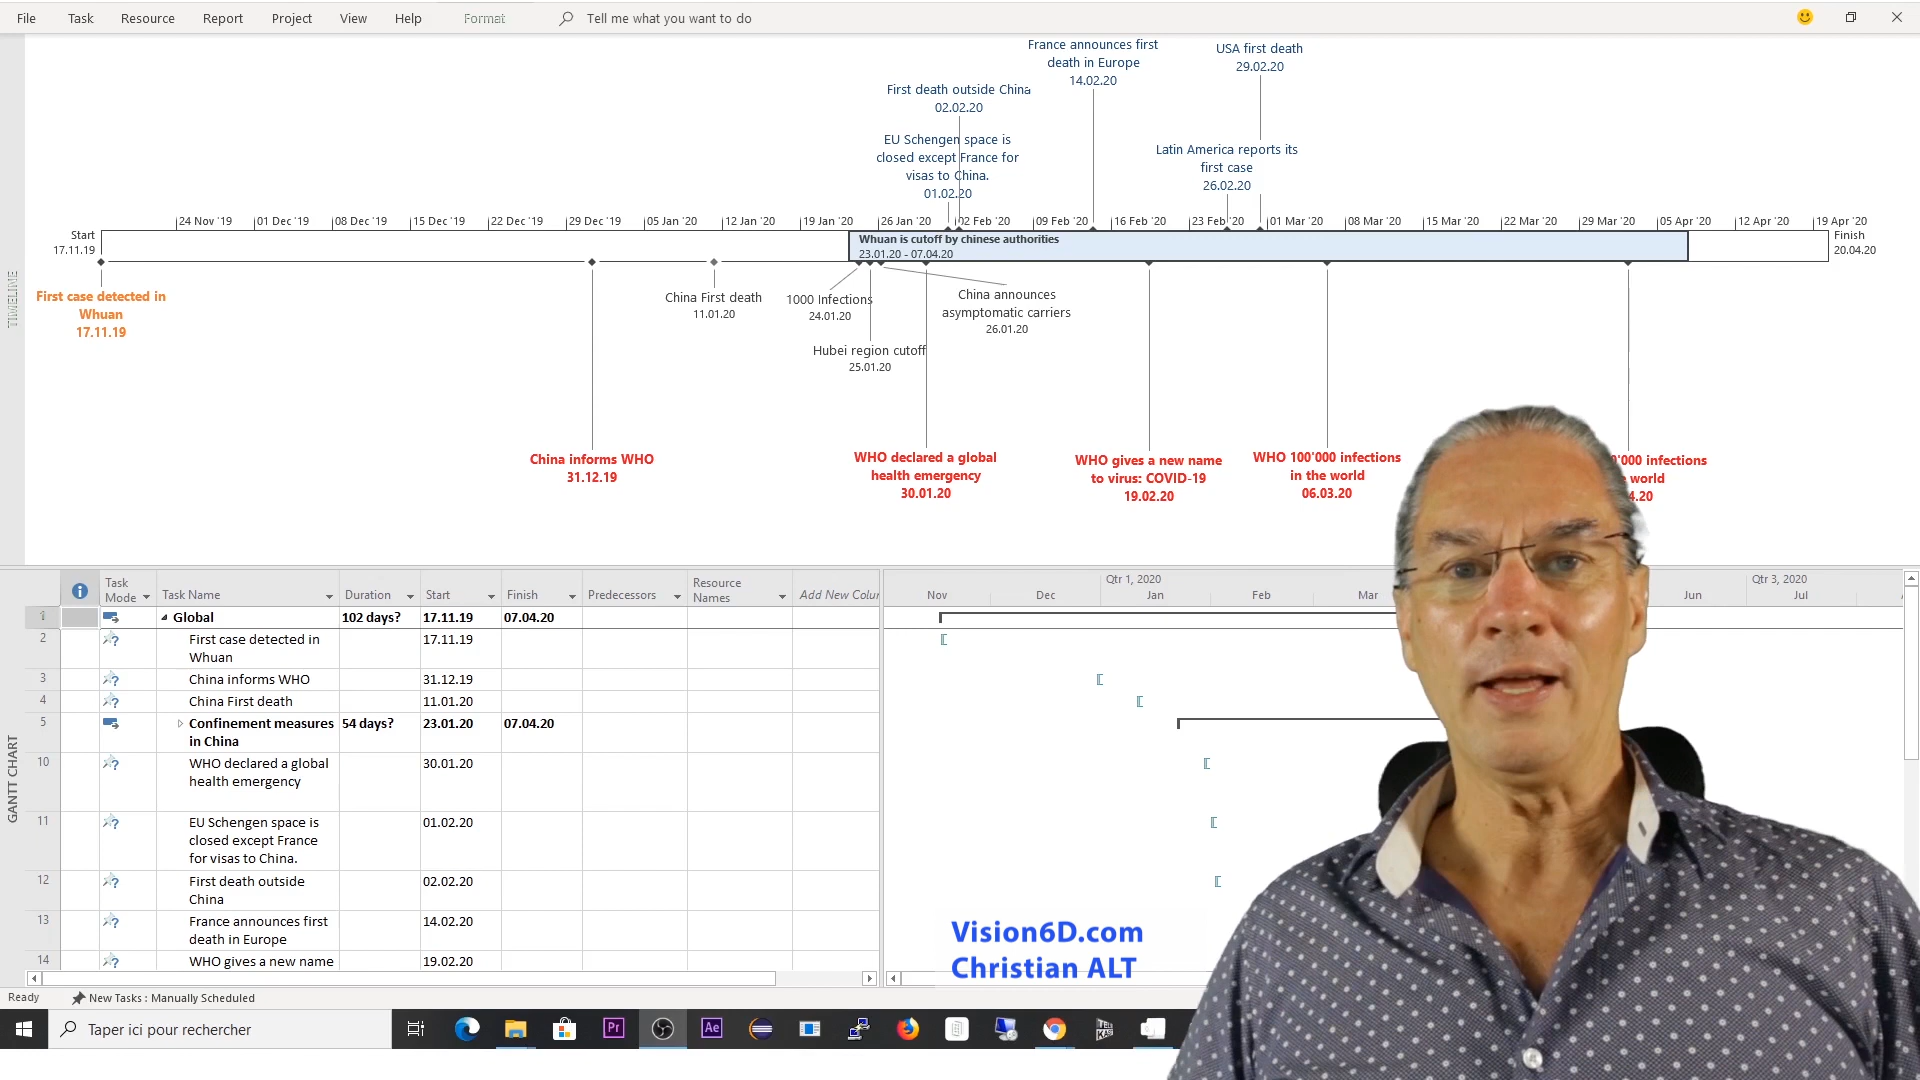 File Task Resource Report Project View Help Format Tell me what you want to do
France announces first
death in Europe
14.02.20
USA first death
29.02.20
First death outside China
02.02.20
EU Schengen space is
closed except France for
visas to China.
01.02.20
Latin America reports its
first case
26.02.20
24 Nov '19 01 Dec '19 08 Dec '19 15 Dec '19 22 Dec '19 29 Dec '19 05 Jan '20 12 Jan '20 19 Jan '20 26 Jan '20 02 Feb '20 09 Feb '20 16 Feb '20 23 Feb '20 01 Mar '20 08 Mar '20 15 Mar '20 22 Mar '20 29 Mar '20 05 Apr '20 12 Apr '20 19 Apr '20
Start
17.11.19
Whuan is cutoff by chinese authorities
23.01.20 - 07.04.20
Finish
20.04.20
TIMELINE
First case detected in
Whuan
17.11.19
China First death
11.01.20
1000 Infections
24.01.20
China announces
asymptomatic carriers
26.01.20
Hubei region cutoff
25.01.20
China informs WHO
31.12.19
WHO declared a global
health emergency
30.01.20
WHO gives a new name
to virus: COVID-19
19.02.20
WHO 100'000 infections
in the world
06.03.20
'000 infections
world
4.20
Task
Mode
Task Name
Duration
Start
Finish
Predecessors
Resource
Names
Add New Colur
Qtr 1, 2020
Qtr 3, 2020
Nov Dec Jan Feb Mar Jun Jul
GANTT CHART
1 Global 102 days? 17.11.19 07.04.20
2 First case detected in 17.11.19
Whuan
3 China informs WHO 31.12.19
4 China First death 11.01.20
5 Confinement measures 54 days? 23.01.20 07.04.20
in China
10 WHO declared a global 30.01.20
health emergency
11 EU Schengen space is 01.02.20
closed except France
for visas to China.
12 First death outside 02.02.20
China
13 France announces first 14.02.20
death in Europe
14 WHO gives a new name 19.02.20
Vision6D.com
Christian ALT
Ready New Tasks : Manually Scheduled
Taper ici pour rechercher
Pr
Ae